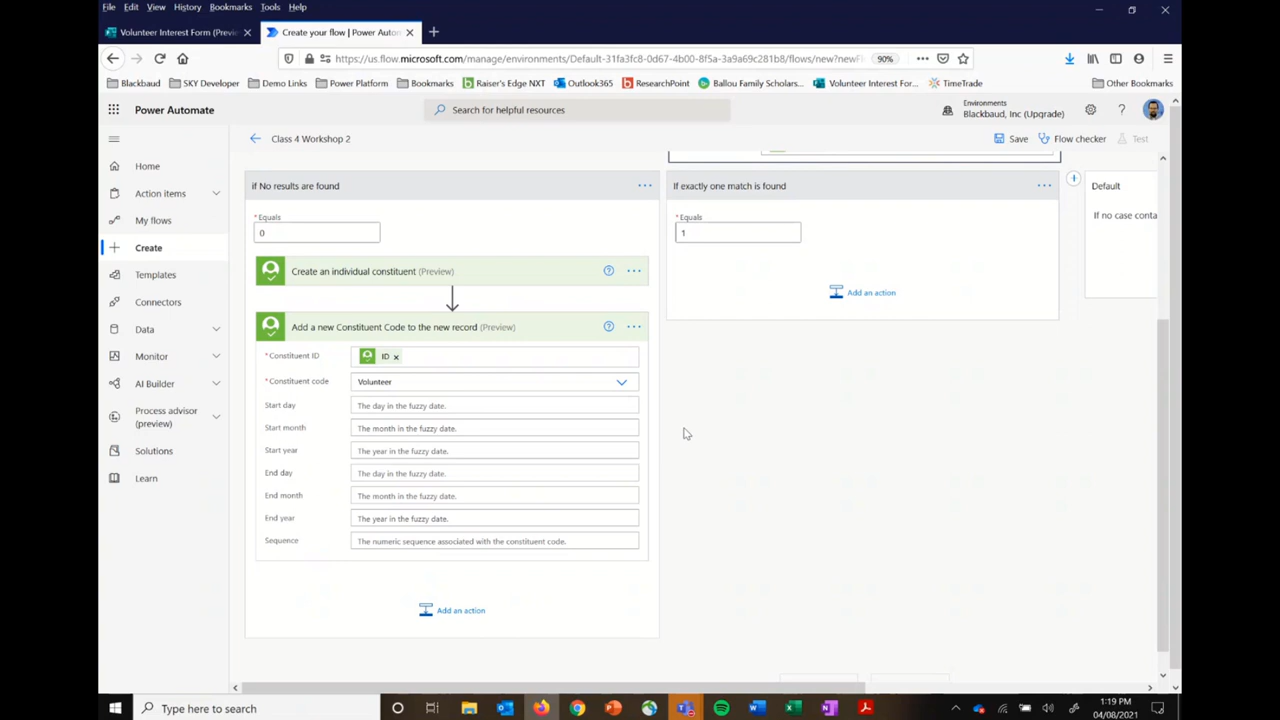 File Edit View History Bookmarks Tools Help
Volunteer Interest Form (Previ
Create your flow | Power Auto
https://us.flow.microsoft.com/manage/environments/Default-31fa3fc8-0d67-4b00-8f5a-3a9a69c281b8/flows/new?newF
90%
Blackbaud SKY Developer Demo Links Power Platform Bookmarks Raiser's Edge NXT Outlook365 ResearchPoint Ballou Family Scholars... Volunteer Interest For... TimeTrade Other Bookmarks
Power Automate
Search for helpful resources
Environments
Blackbaud, Inc (Upgrade)
Class 4 Workshop 2
Save Flow checker Test
Home
Action items
My flows
Create
Templates
Connectors
Data
Monitor
AI Builder
Process advisor
(preview)
Solutions
Learn
if No results are found
* Equals
0
Create an individual constituent (Preview)
Add a new Constituent Code to the new record (Preview)
* Constituent ID ID
* Constituent code Volunteer
Start day The day in the fuzzy date.
Start month The month in the fuzzy date.
Start year The year in the fuzzy date.
End day The day in the fuzzy date.
End month The month in the fuzzy date.
End year The year in the fuzzy date.
Sequence The numeric sequence associated with the constituent code.
Add an action
If exactly one match is found
* Equals
1
Add an action
Default
If no case conta
Type here to search
1:19 PM
04/08/2021